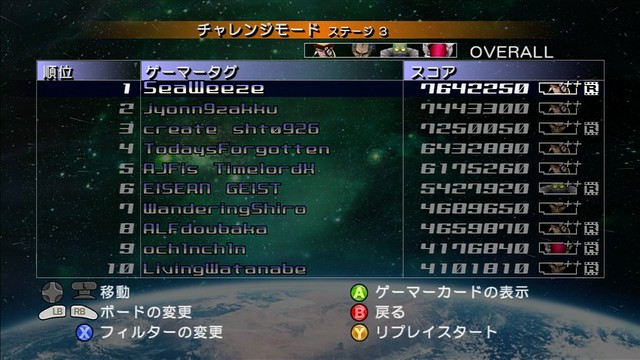 チャレンジモード ステージ 3
OVERALL
順位 ゲーマータグ スコア
1 SeaWeeze 7642250
2 jyonn9zakku 7443300
3 create sht0926 7250050
4 TodaysForgotten 6432880
5 AJFis TimelordX 6175260
6 EISERN GEIST 5427920
7 WanderingShiro 4689650
8 ALFdoubaka 4659870
9 och1nch1n 4176840
10 LivingWatanabe 4101810
移動 A ゲーマーカードの表示
LB RB ボードの変更 B 戻る
X フィルターの変更 Y リプレイスタート